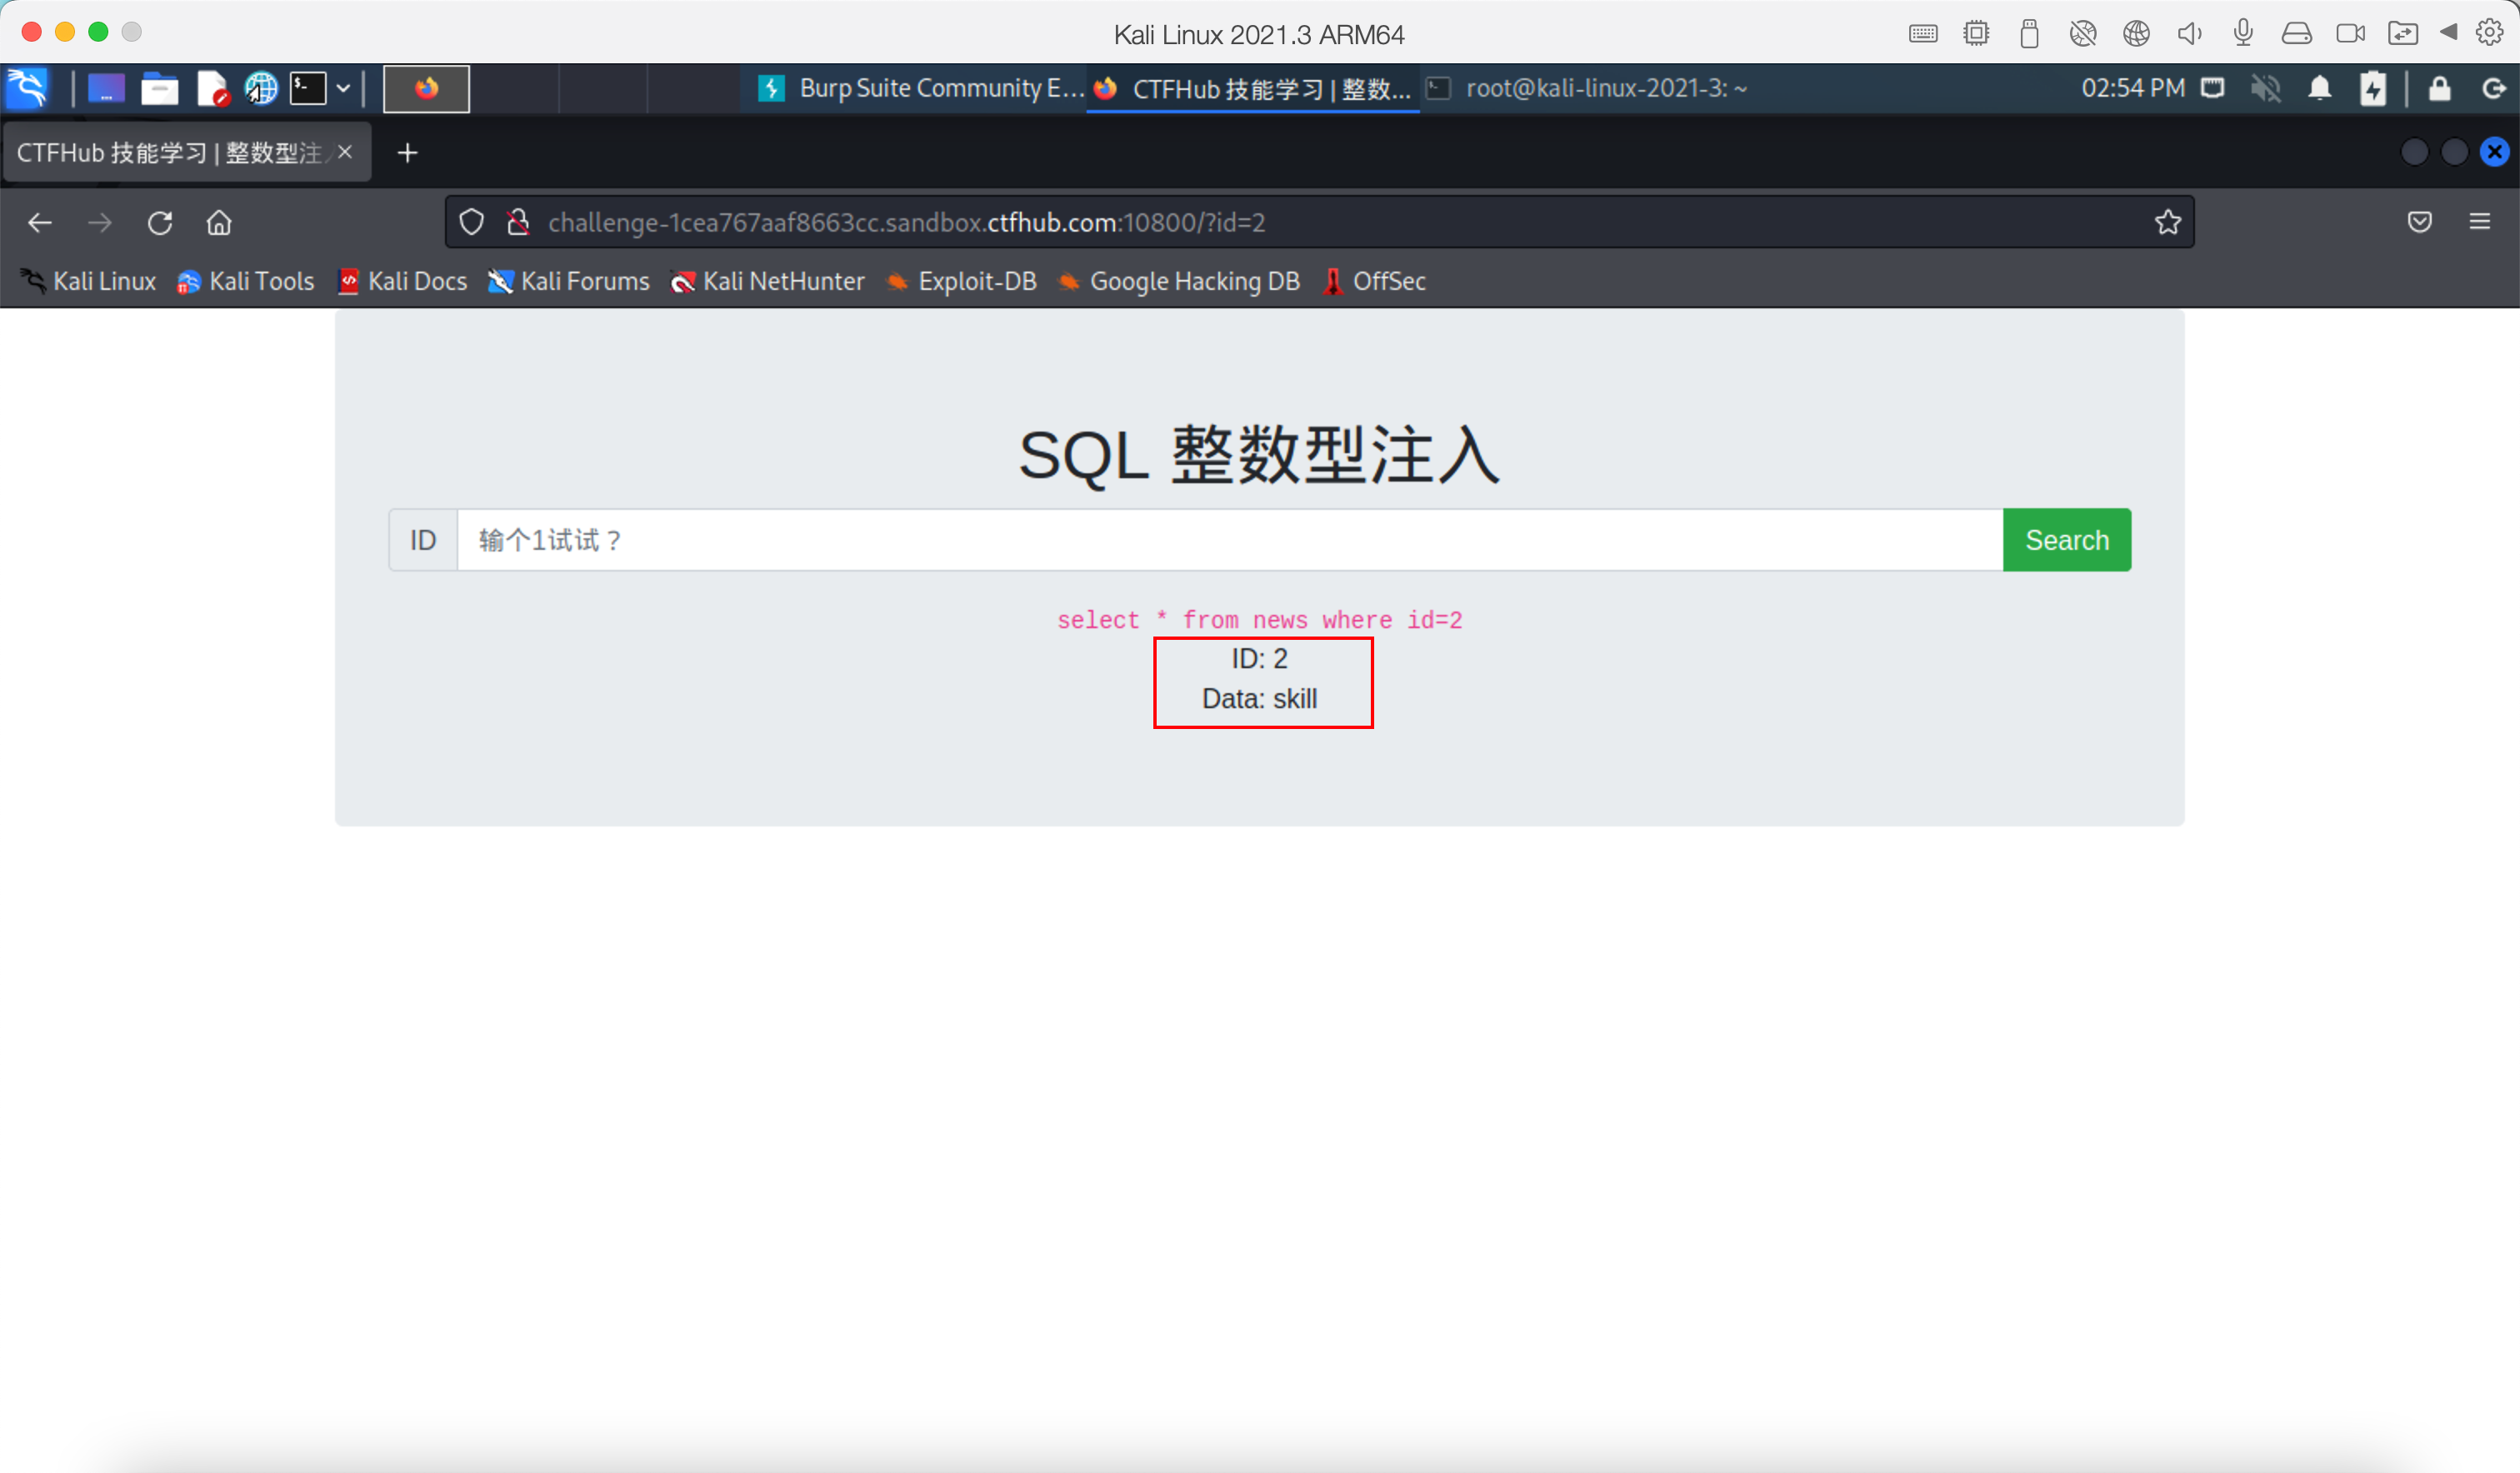 Kali Linux 2021.3 ARM64
Burp Suite Community E... CTFHub 技能学习 | 整数... root@kali-linux-2021-3: ~ 02:54 PM
CTFHub 技能学习 | 整数型注
challenge-1cea767aaf8663cc.sandbox.ctfhub.com:10800/?id=2
Kali Linux Kali Tools Kali Docs Kali Forums Kali NetHunter Exploit-DB Google Hacking DB OffSec
SQL 整数型注入
ID 输个1试试？ Search
select * from news where id=2
ID: 2
Data: skill